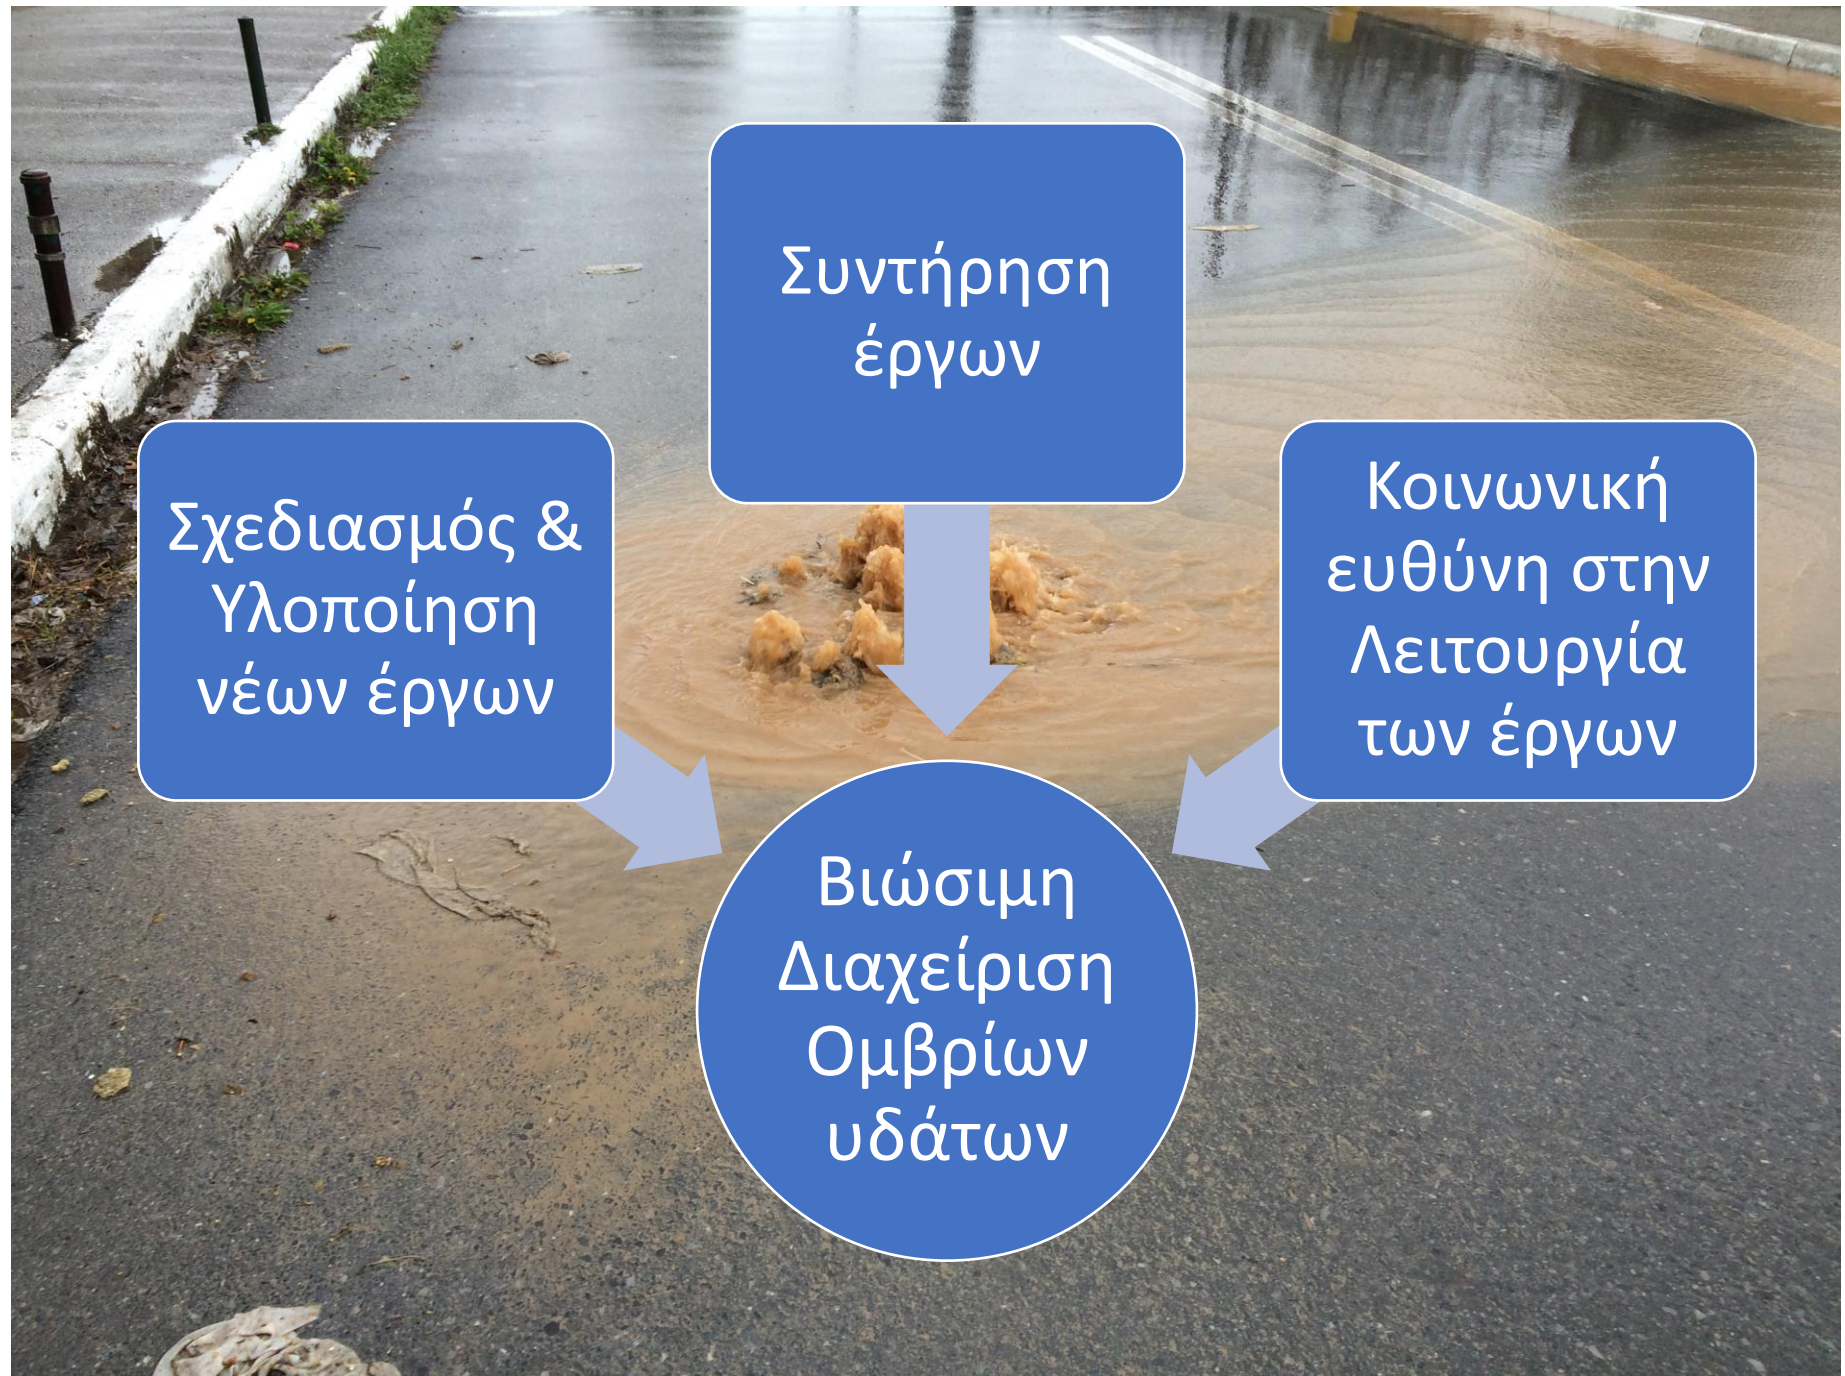 Συντήρηση
έργων
Σχεδιασμός &
Υλοποίηση
νέων έργων
Κοινωνική
ευθύνη στην
Λειτουργία
των έργων
Βιώσιμη
Διαχείριση
Ομβρίων
υδάτων